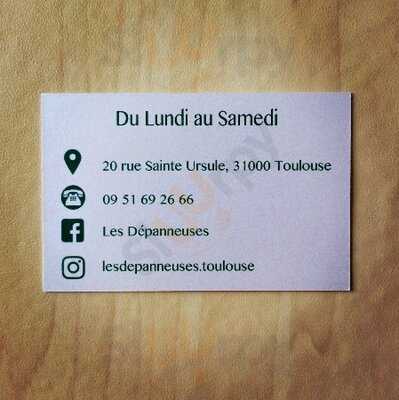 Du Lundi au Samedi
20 rue Sainte Ursule, 31000 Toulouse
09 51 69 26 66
Les Dépanneuses
lesdepanneuses.toulouse